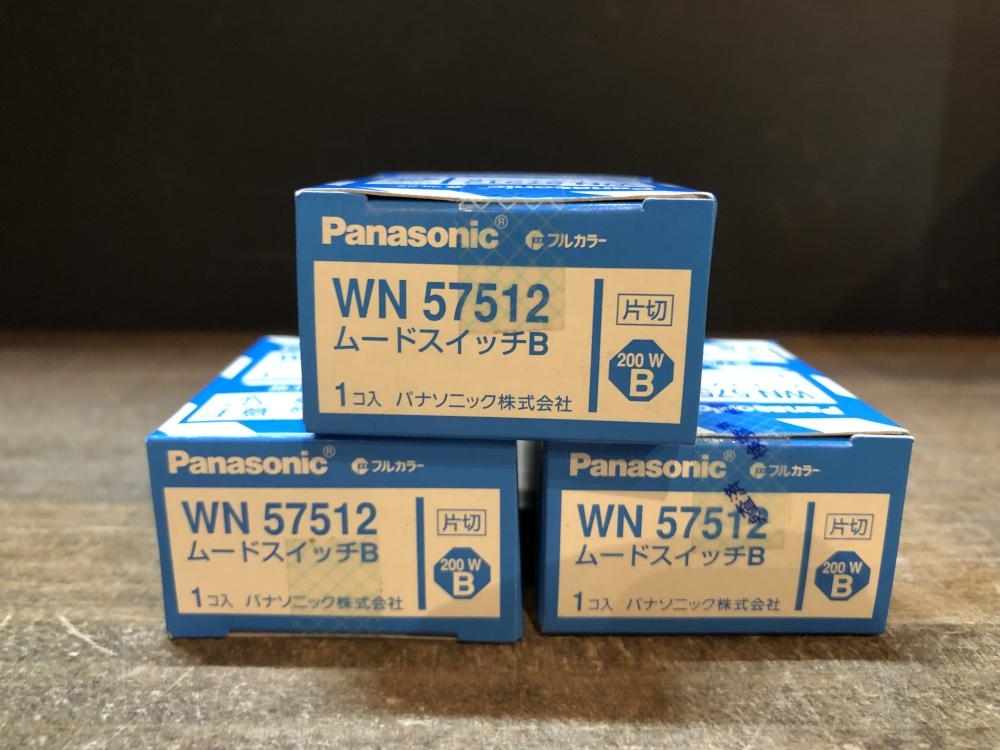 Panasonic® フルカラー
WN 57512
ムードスイッチB
片切
200 W
B
1コ入 パナソニック株式会社
Panasonic® フルカラー
WN 57512
ムードスイッチB
片切
200 W
B
1コ入 パナソニック株式会社
Panasonic
WN 575
Panasonic® フルカラー
WN 57512
ムードスイッチB
片切
200 W
B
1コ入 パナソニック株式会社